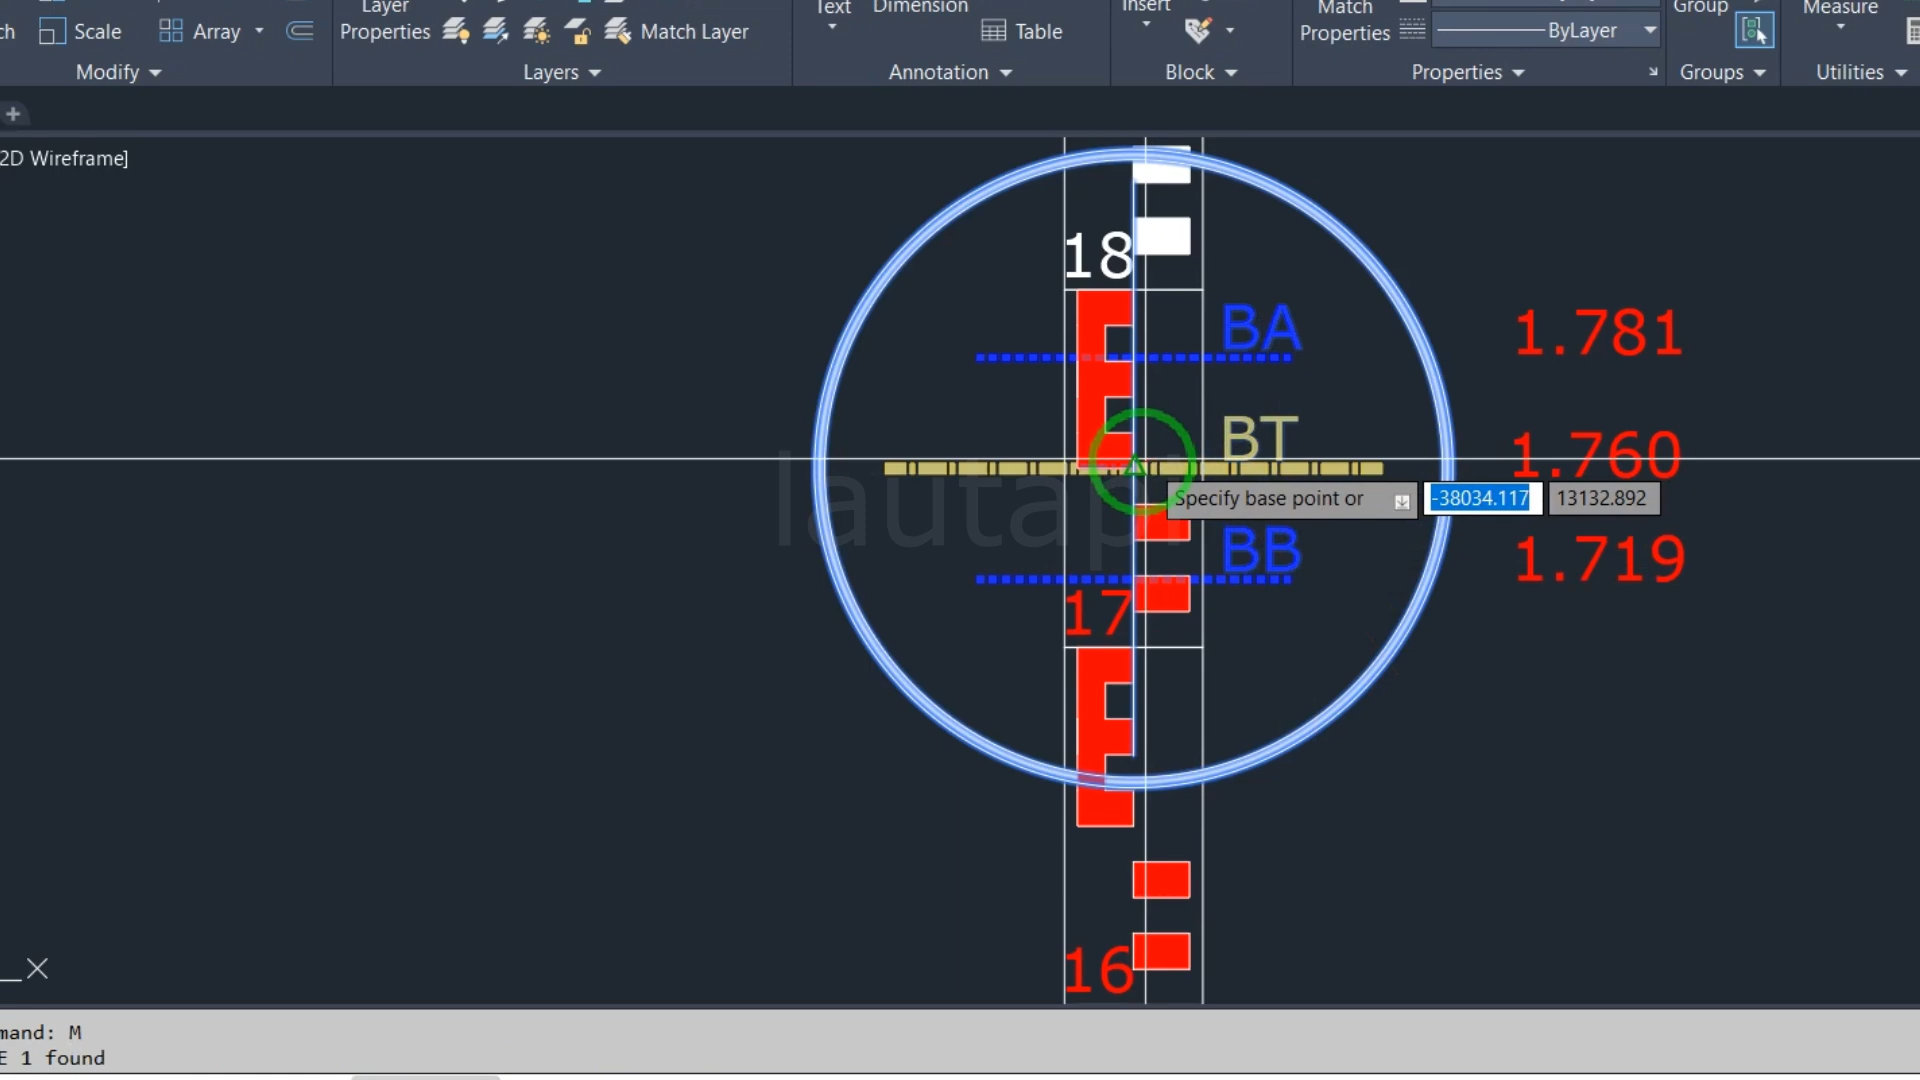 Layer
Text
Dimension
Insert
Match
Group
Measure
ch
Scale
Array
Properties
Match Layer
Table
Properties
ByLayer
Modify
Layers
Annotation
Block
Properties
Groups
Utilities
2D Wireframe]
18
BA
1.781
BT
1.760
lautapi
Specify base point or
-38034.117
13132.892
BB
1.719
17
16
X
mand: M
E 1 found